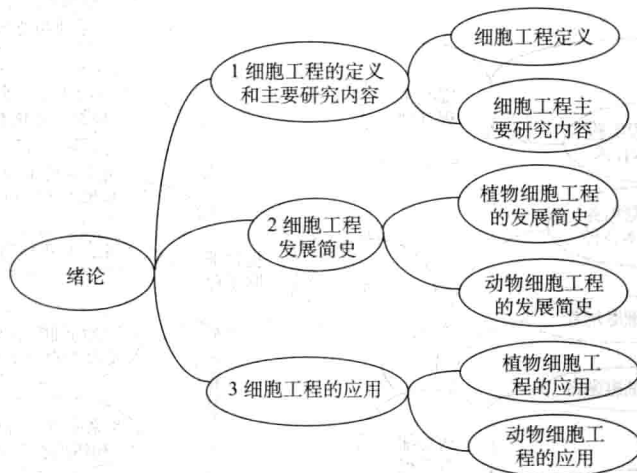 绪论
1 细胞工程的定义
和主要研究内容
细胞工程定义
细胞工程主
要研究内容
2 细胞工程
发展简史
植物细胞工程
的发展简史
动物细胞工程
的发展简史
3 细胞工程的应用
植物细胞工
程的应用
动物细胞工
程的应用